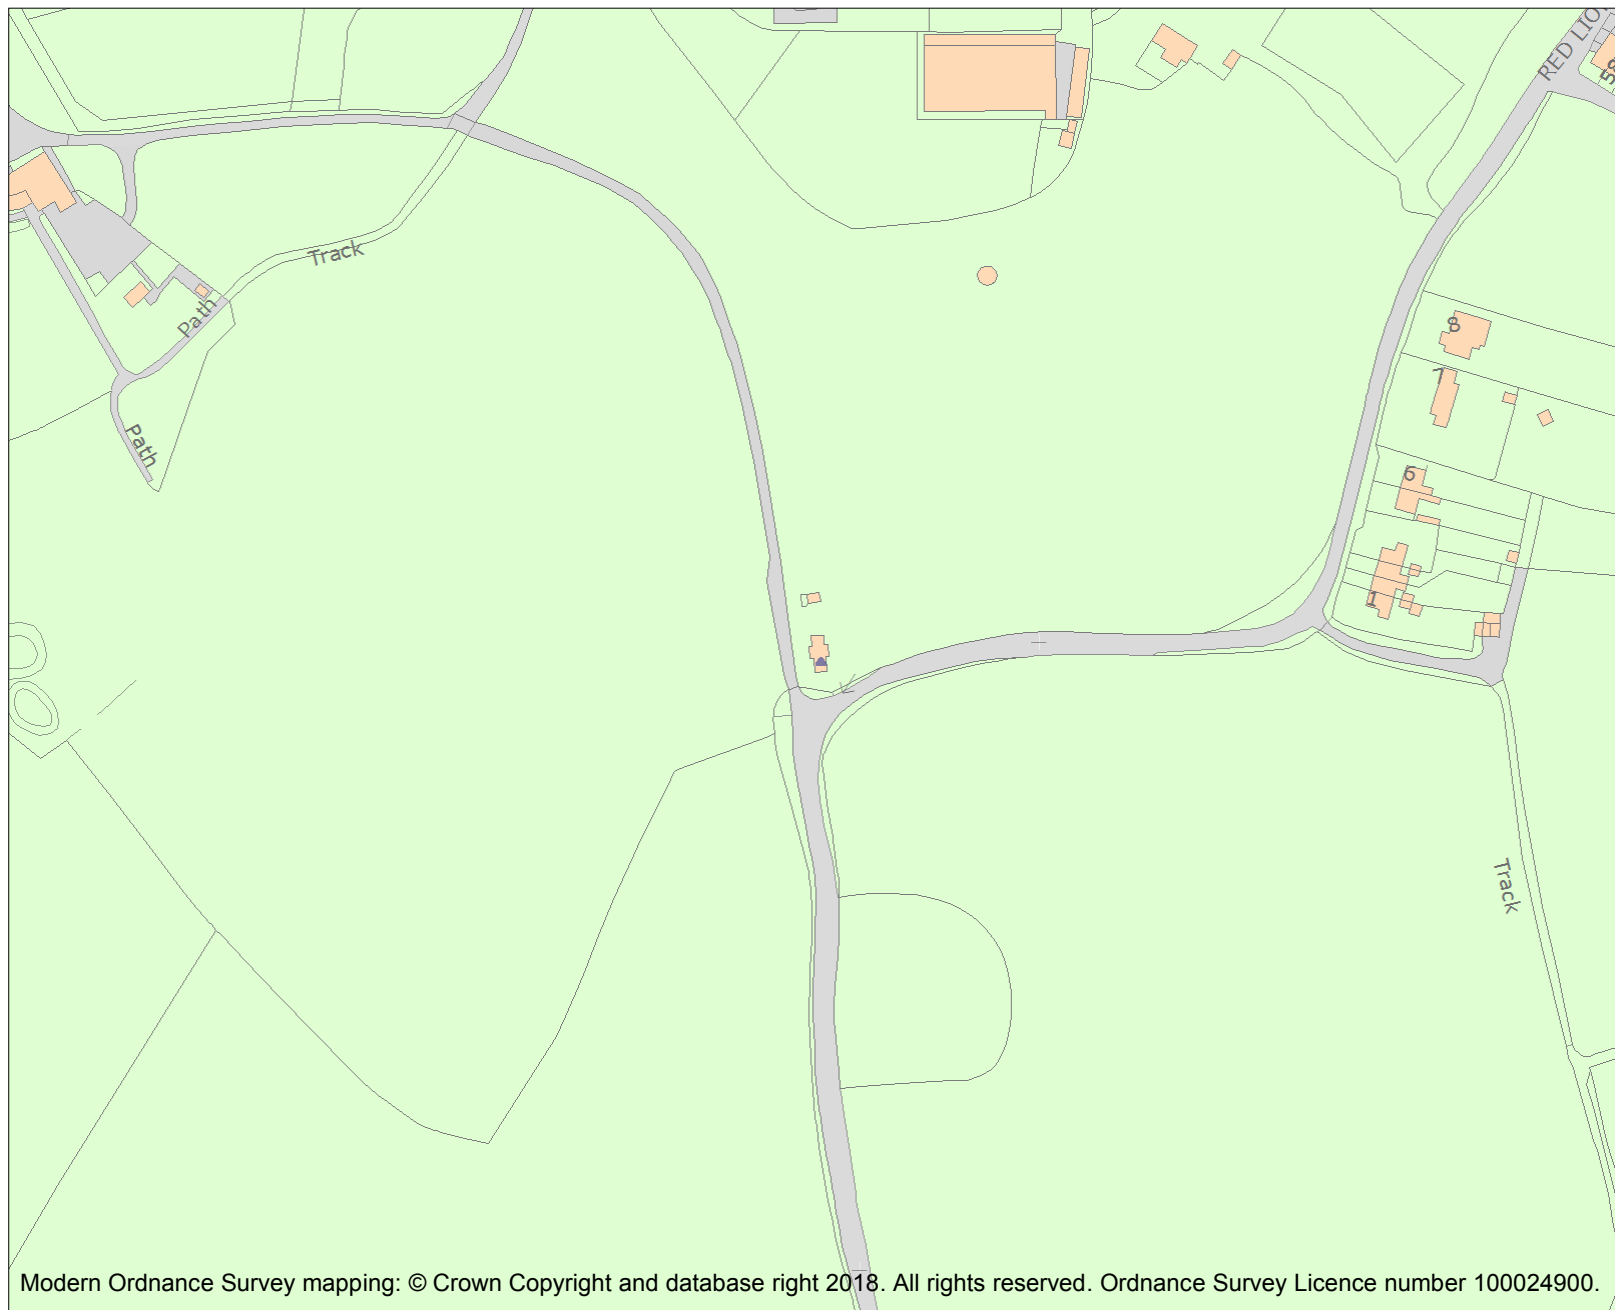 RED LIO
58
Track
Path
Path
8
7
6
1
Track
Modern Ordnance Survey mapping: © Crown Copyright and database right 2018. All rights reserved. Ordnance Survey Licence number 100024900.